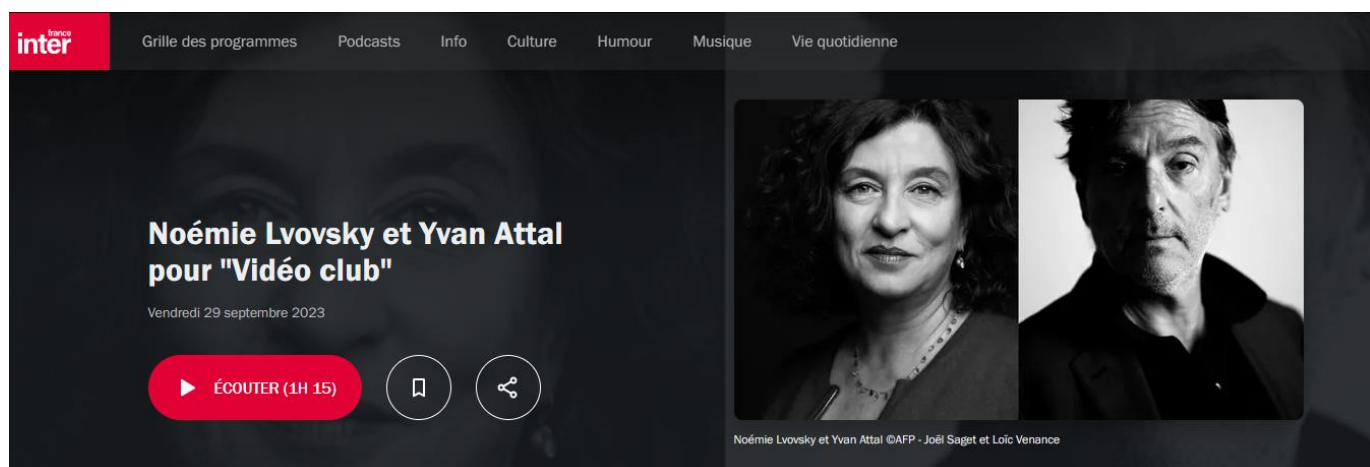 france
inter
Grille des programmes Podcasts Info Culture Humour Musique Vie quotidienne
Noémie Lvovsky et Yvan Attal
pour "Vidéo club"
Vendredi 29 septembre 2023
ÉCOUTER (1H 15)
Noémie Lvovsky et Yvan Attal ©AFP - Joël Saget et Loïc Venance